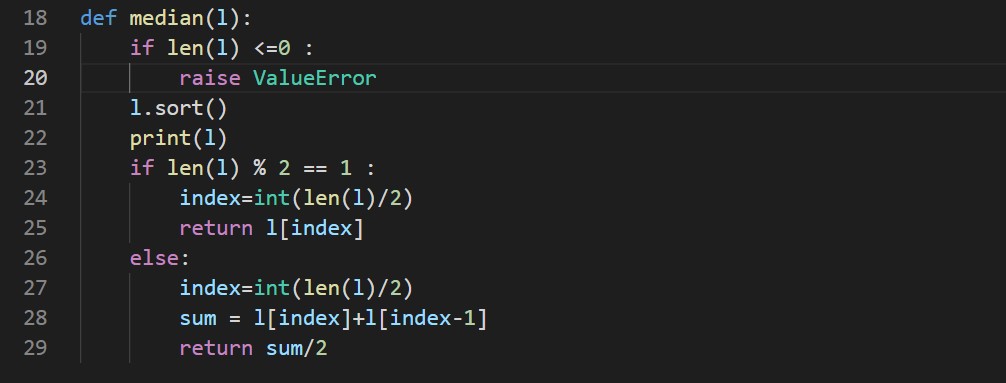 18 def median(l):
19     if len(l) <=0 :
20         raise ValueError
21     l.sort()
22     print(l)
23     if len(l) % 2 == 1 :
24         index=int(len(l)/2)
25         return l[index]
26     else:
27         index=int(len(l)/2)
28         sum = l[index]+l[index-1]
29         return sum/2